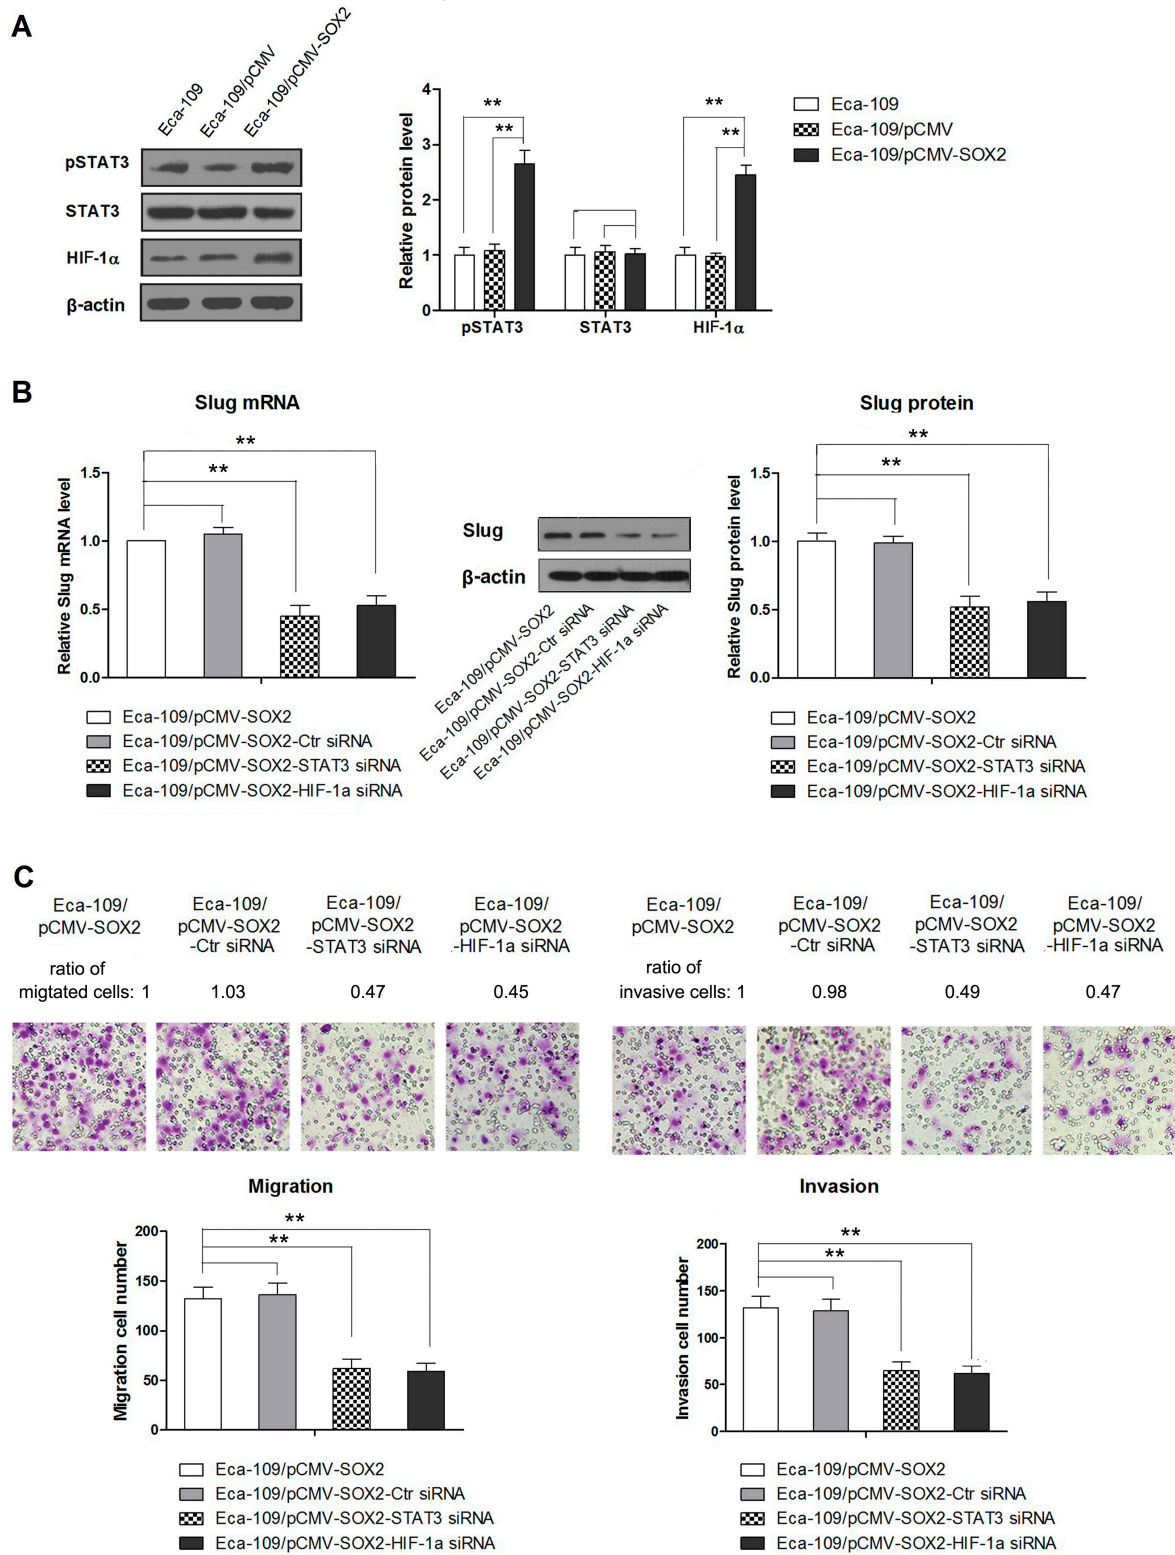 A
Eca-109
Eca-109/pCMV
Eca-109/pCMV-SOX2
pSTAT3
STAT3
HIF-1α
β-actin
Relative protein level
4
3
2
1
0
**
**
**
**
pSTAT3
STAT3
HIF-1α
Eca-109
Eca-109/pCMV
Eca-109/pCMV-SOX2
B
Slug mRNA
Relative Slug mRNA level
1.5
1.0
0.5
0.0
**
**
Eca-109/pCMV-SOX2
Eca-109/pCMV-SOX2-Ctr siRNA
Eca-109/pCMV-SOX2-STAT3 siRNA
Eca-109/pCMV-SOX2-HIF-1a siRNA
Slug
β-actin
Eca-109/pCMV-SOX2
Eca-109/pCMV-SOX2-Ctr siRNA
Eca-109/pCMV-SOX2-STAT3 siRNA
Eca-109/pCMV-SOX2-HIF-1a siRNA
Slug protein
Relative Slug protein level
1.5
1.0
0.5
0.0
**
**
Eca-109/pCMV-SOX2
Eca-109/pCMV-SOX2-Ctr siRNA
Eca-109/pCMV-SOX2-STAT3 siRNA
Eca-109/pCMV-SOX2-HIF-1a siRNA
C
Eca-109/
pCMV-SOX2
Eca-109/
pCMV-SOX2
-Ctr siRNA
Eca-109/
pCMV-SOX2
-STAT3 siRNA
Eca-109/
pCMV-SOX2
-HIF-1a siRNA
ratio of
migtated cells: 1 1.03 0.47 0.45
Eca-109/
pCMV-SOX2
Eca-109/
pCMV-SOX2
-Ctr siRNA
Eca-109/
pCMV-SOX2
-STAT3 siRNA
Eca-109/
pCMV-SOX2
-HIF-1a siRNA
ratio of
invasive cells: 1 0.98 0.49 0.47
Migration
Migration cell number
200
150
100
50
0
**
**
Eca-109/pCMV-SOX2
Eca-109/pCMV-SOX2-Ctr siRNA
Eca-109/pCMV-SOX2-STAT3 siRNA
Eca-109/pCMV-SOX2-HIF-1a siRNA
Invasion
Invasion cell number
200
150
100
50
0
**
**
Eca-109/pCMV-SOX2
Eca-109/pCMV-SOX2-Ctr siRNA
Eca-109/pCMV-SOX2-STAT3 siRNA
Eca-109/pCMV-SOX2-HIF-1a siRNA